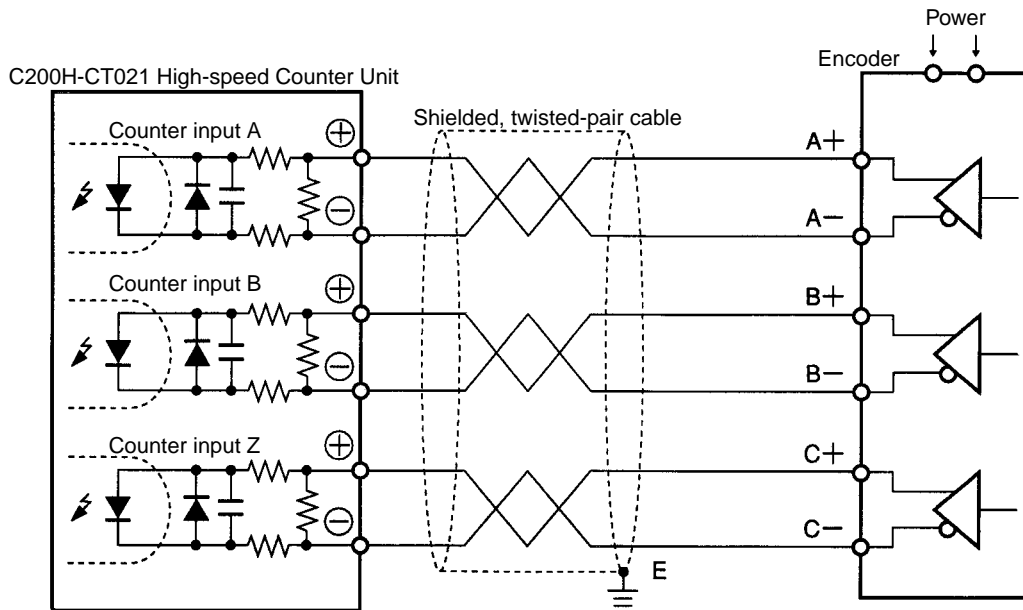 Power
Encoder
C200H-CT021 High-speed Counter Unit
Counter input A
⊕
Shielded, twisted-pair cable
A+
⊖
A−
Counter input B
⊕
B+
⊖
B−
Counter input Z
⊕
C+
⊖
C−
E